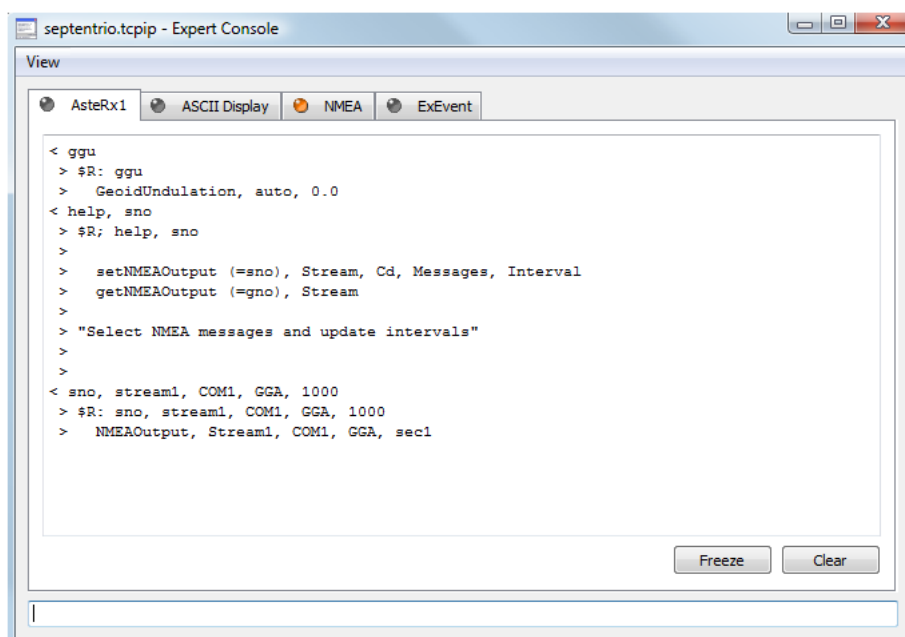 septentrio.tcpip - Expert Console
View
AsteRx1 ASCII Display NMEA ExEvent
< ggu
> $R: ggu
>   GeoidUndulation, auto, 0.0
< help, sno
> $R; help, sno
>
>   setNMEAOutput (=sno), Stream, Cd, Messages, Interval
>   getNMEAOutput (=gno), Stream
>
> "Select NMEA messages and update intervals"
>
>
< sno, stream1, COM1, GGA, 1000
> $R: sno, stream1, COM1, GGA, 1000
>   NMEAOutput, Stream1, COM1, GGA, sec1
Freeze Clear